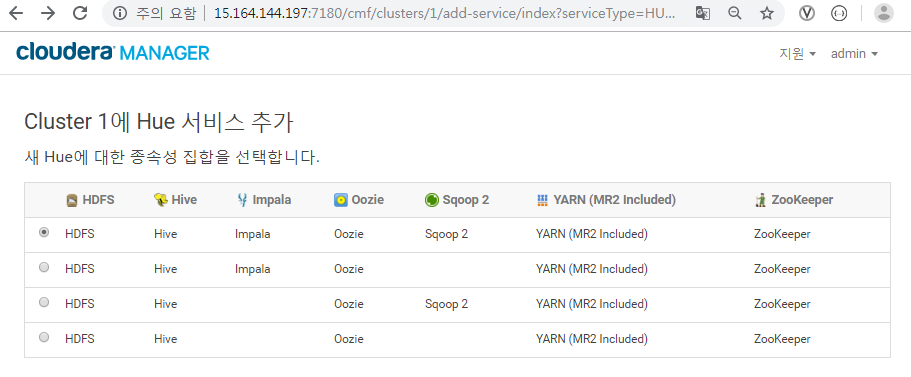 주의 요함 15.164.144.197:7180/cmf/clusters/1/add-service/index?serviceType=HU...
cloudera MANAGER 지원 admin
Cluster 1에 Hue 서비스 추가
새 Hue에 대한 종속성 집합을 선택합니다.
HDFS Hive Impala Oozie Sqoop 2 YARN (MR2 Included) ZooKeeper
HDFS Hive Impala Oozie Sqoop 2 YARN (MR2 Included) ZooKeeper
HDFS Hive Impala Oozie YARN (MR2 Included) ZooKeeper
HDFS Hive Oozie Sqoop 2 YARN (MR2 Included) ZooKeeper
HDFS Hive Oozie YARN (MR2 Included) ZooKeeper